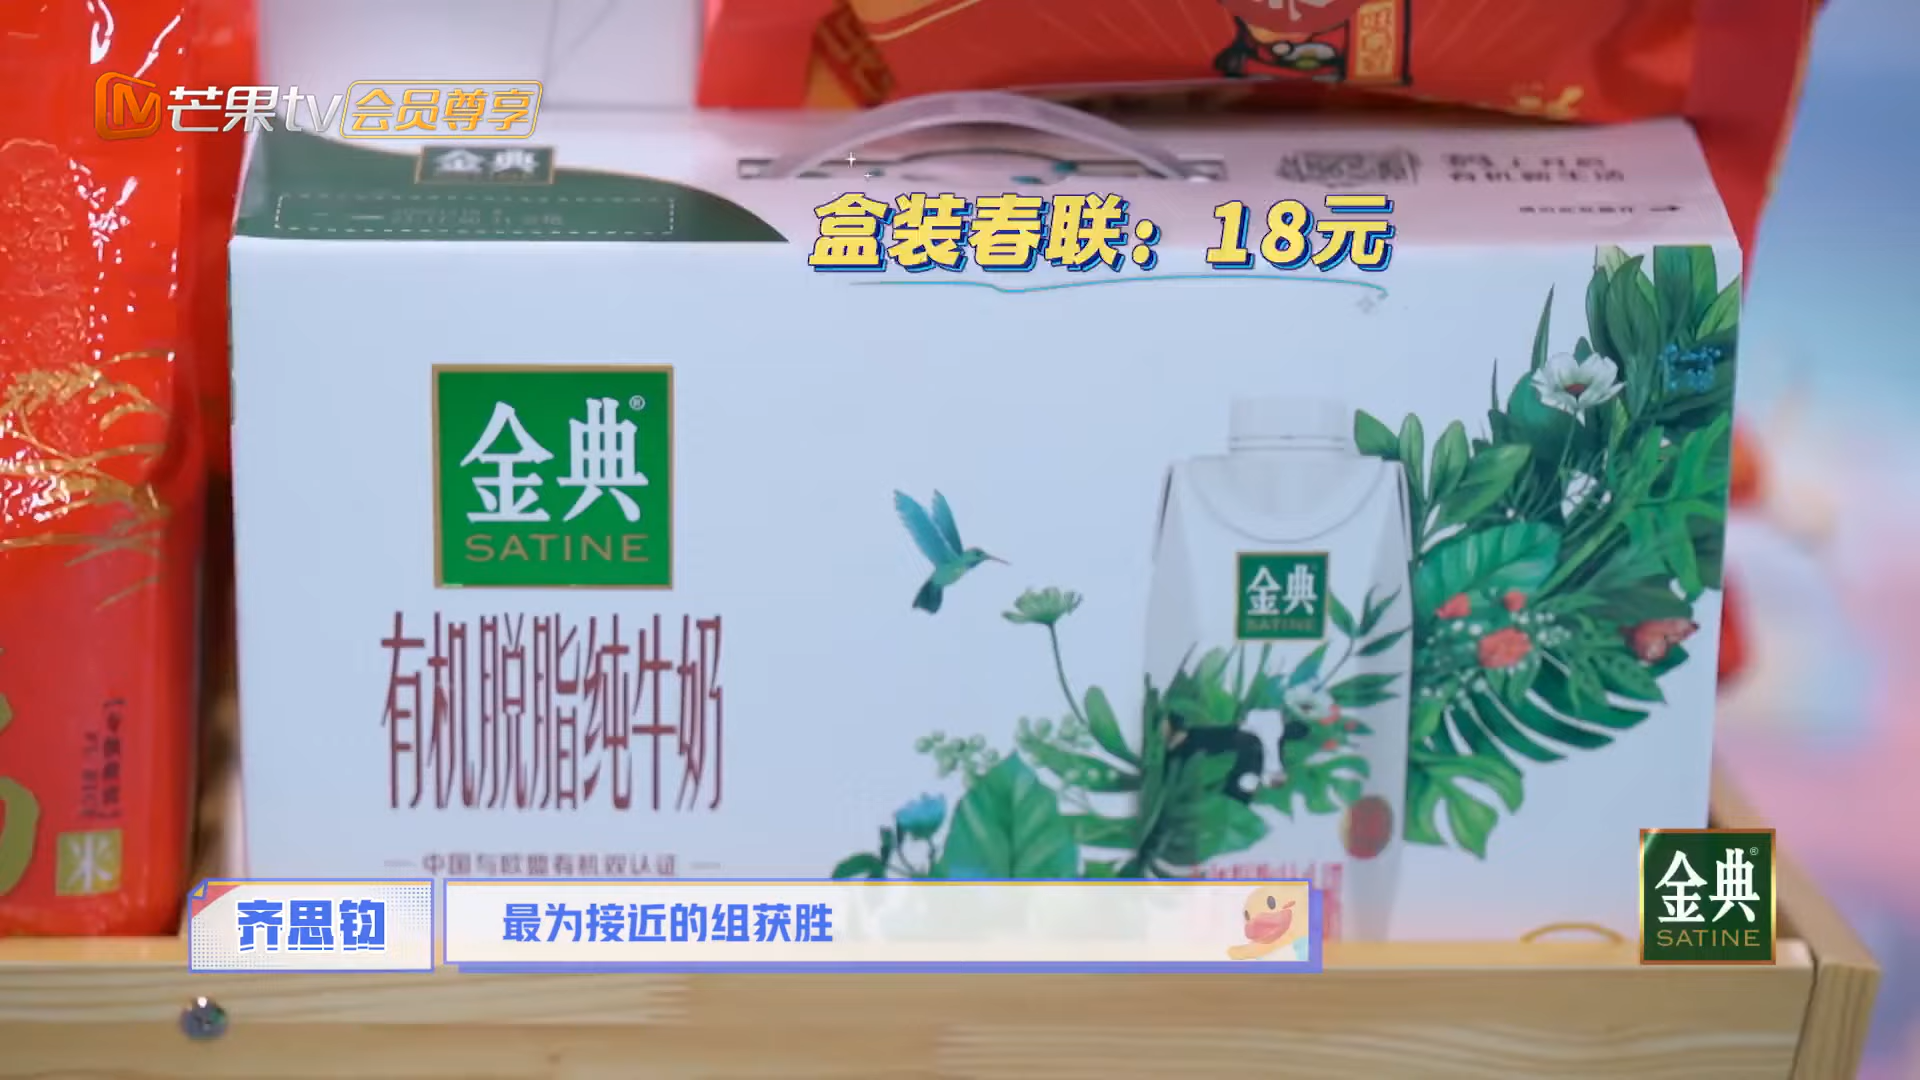 芒果tv会员尊享
金典
盒装春联：18元
金典®
SATINE
有机脱脂纯牛奶
中国与欧盟有机双认证
金典
SATINE
米
齐思钧
最为接近的组获胜
金典®
SATINE